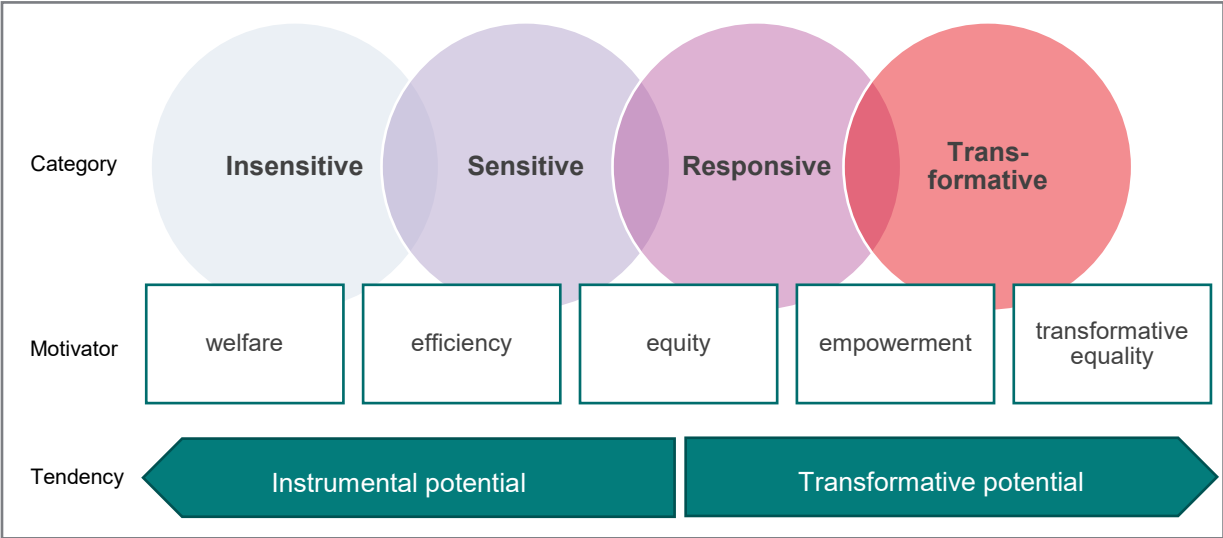 Category
Insensitive
Sensitive
Responsive
Trans-
formative
Motivator
welfare
efficiency
equity
empowerment
transformative
equality
Tendency
Instrumental potential
Transformative potential